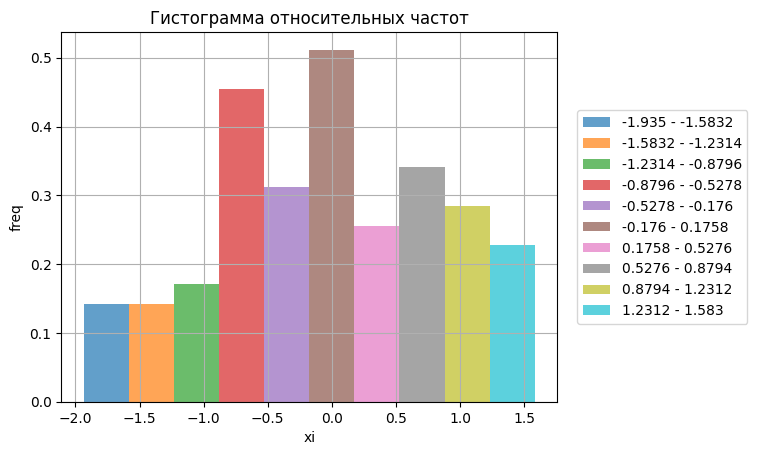 Гистограмма относительных частот
freq
0.5
0.4
0.3
0.2
0.1
0.0
−2.0 −1.5 −1.0 −0.5 0.0 0.5 1.0 1.5
xi
-1.935 - -1.5832
-1.5832 - -1.2314
-1.2314 - -0.8796
-0.8796 - -0.5278
-0.5278 - -0.176
-0.176 - 0.1758
0.1758 - 0.5276
0.5276 - 0.8794
0.8794 - 1.2312
1.2312 - 1.583